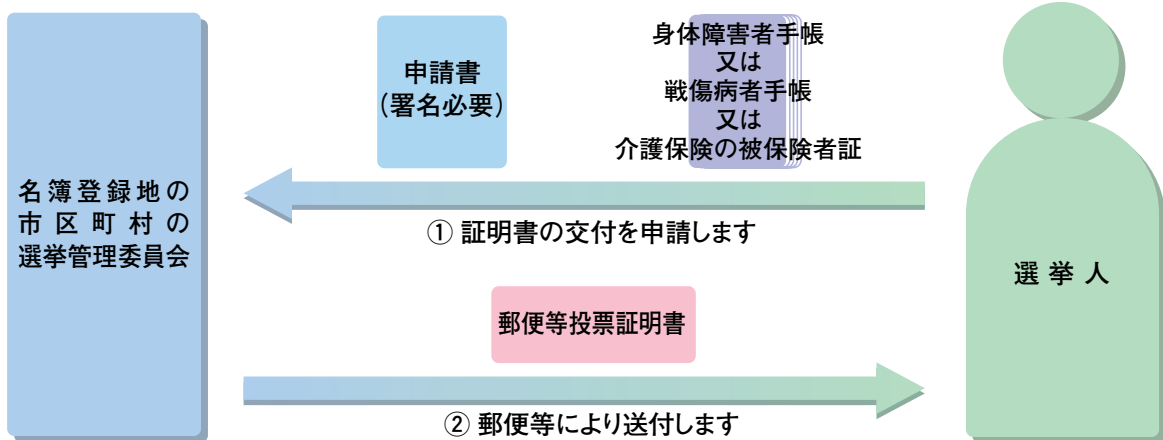 名簿登録地の
市区町村の
選挙管理委員会
申請書
（署名必要）
身体障害者手帳
又は
戦傷病者手帳
又は
介護保険の被保険者証
① 証明書の交付を申請します
選挙人
郵便等投票証明書
② 郵便等により送付します